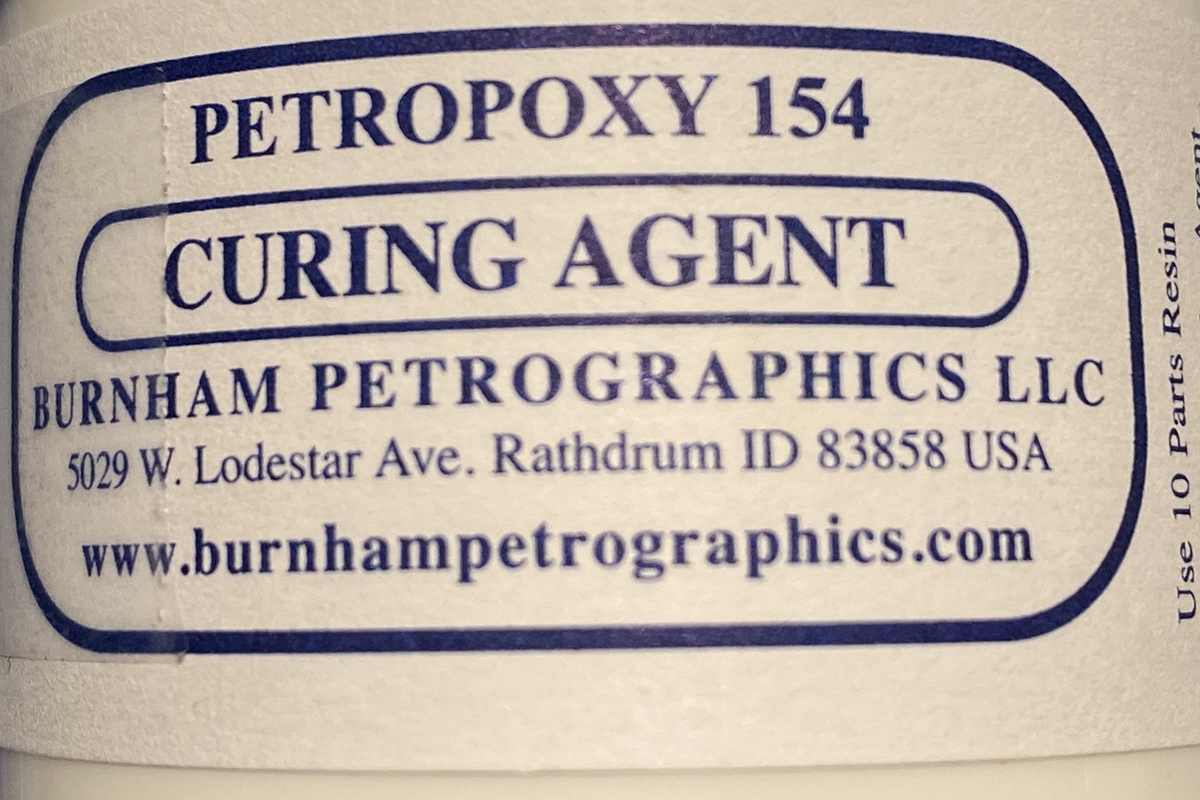 PETROPOXY 154
CURING AGENT
BURNHAM PETROGRAPHICS LLC
5029 W. Lodestar Ave. Rathdrum ID 83858 USA
www.burnhampetrographics.com
Use 10 Parts Resin
Agent